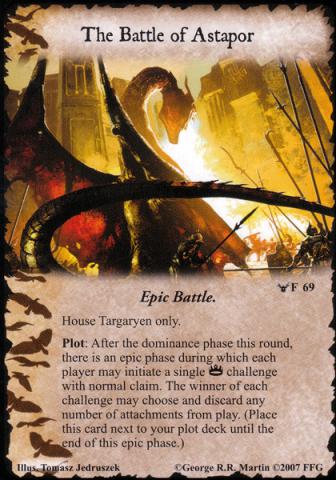 The Battle of Astapor
F 69
Epic Battle.
House Targaryen only.
Plot: After the dominance phase this round,
there is an epic phase during which each
player may initiate a single challenge
with normal claim. The winner of each
challenge may choose and discard any
number of attachments from play. (Place
this card next to your plot deck until the
end of this epic phase.)
Illus. Tomasz Jedruszek ©George R.R. Martin ©2007 FFG